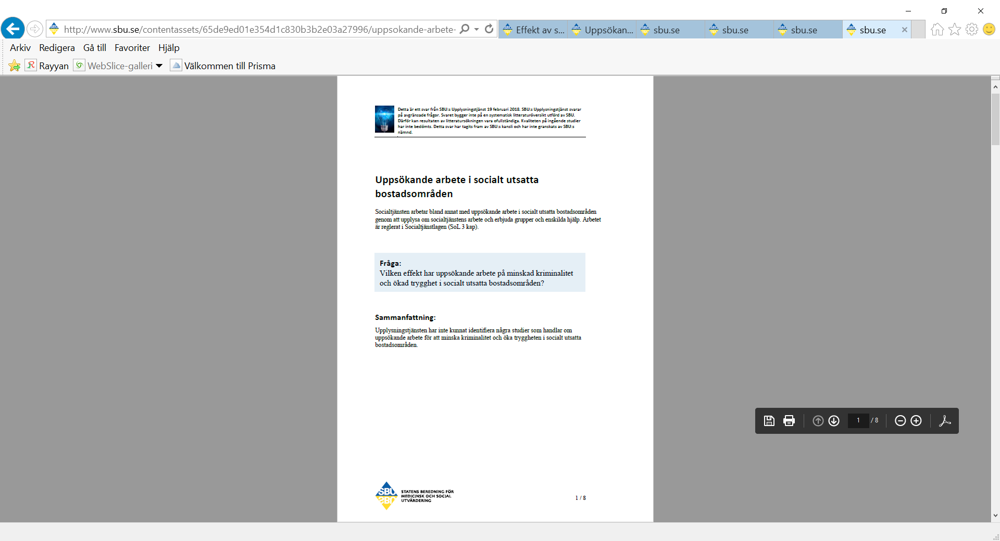 http://www.sbu.se/contentassets/65de9ed01e354d1c830b3b2e03a27996/uppsokande-arbete-
Effekt av s...
Uppsökan...
sbu.se
sbu.se
sbu.se
sbu.se
Arkiv Redigera Gå till Favoriter Hjälp
Rayyan WebSlice-galleri Välkommen till Prisma
Detta är ett svar från SBU:s Upplysningstjänst 19 februari 2018. SBU:s Upplysningstjänst svarar
på avgränsade frågor. Svaret bygger inte på en systematisk litteraturöversikt utförd av SBU.
Därför kan resultaten av litteratursökningen vara ofullständiga. Kvaliteten på ingående studier
har inte bedömts. Detta svar har tagits fram av SBU:s kansli och har inte granskats av SBU:s
nämnd.
Uppsökande arbete i socialt utsatta
bostadsområden
Socialtjänsten arbetar bland annat med uppsökande arbete i socialt utsatta bostadsområden
genom att upplysa om socialtjänstens arbete och erbjuda grupper och enskilda hjälp. Arbetet
är reglerat i Socialtjänstlagen (SoL 3 kap).
Fråga:
Vilken effekt har uppsökande arbete på minskad kriminalitet
och ökad trygghet i socialt utsatta bostadsområden?
Sammanfattning:
Upplysningstjänsten har inte kunnat identifiera några studier som handlar om
uppsökande arbete för att minska kriminalitet och öka tryggheten i socialt utsatta
bostadsområden.
1 / 8
SBU
STATENS BEREDNING FÖR
MEDICINSK OCH SOCIAL
UTVÄRDERING
1 / 8